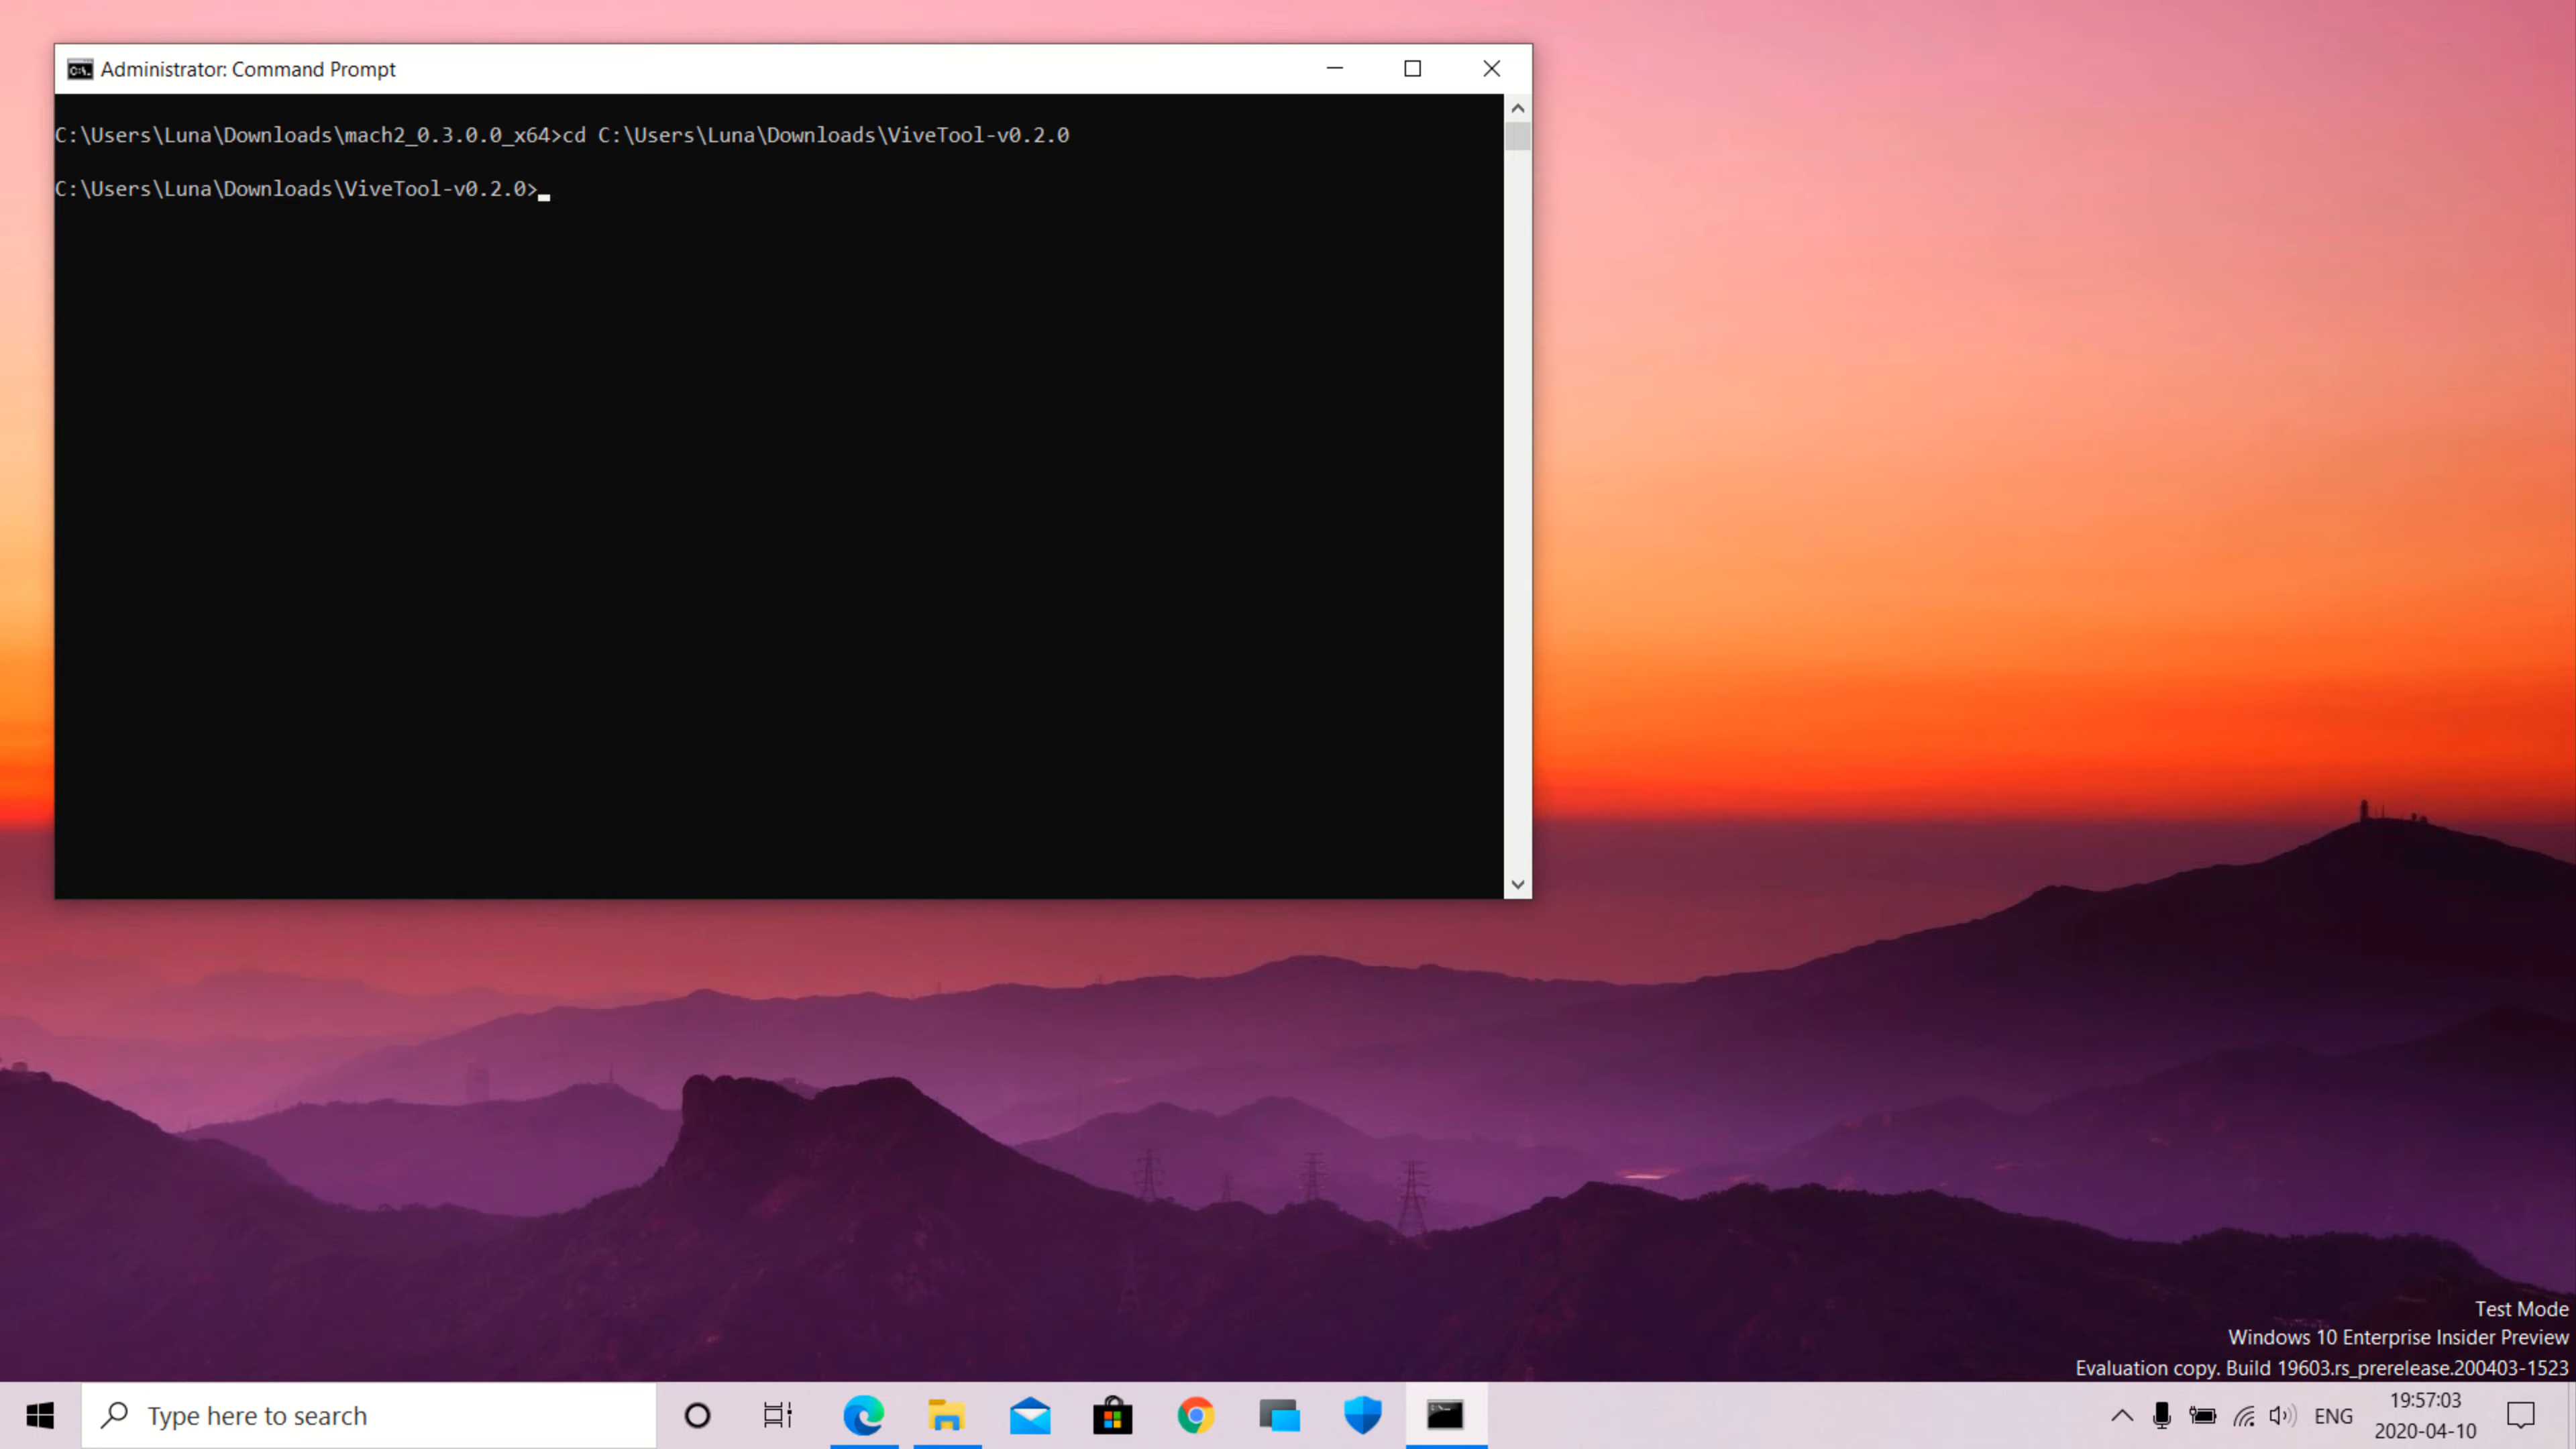 Administrator: Command Prompt
C:\Users\Luna\Downloads\mach2_0.3.0.0_x64>cd C:\Users\Luna\Downloads\ViveTool-v0.2.0
C:\Users\Luna\Downloads\ViveTool-v0.2.0>
Test Mode
Windows 10 Enterprise Insider Preview
Evaluation copy. Build 19603.rs_prerelease.200403-1523
Type here to search
ENG
19:57:03
2020-04-10